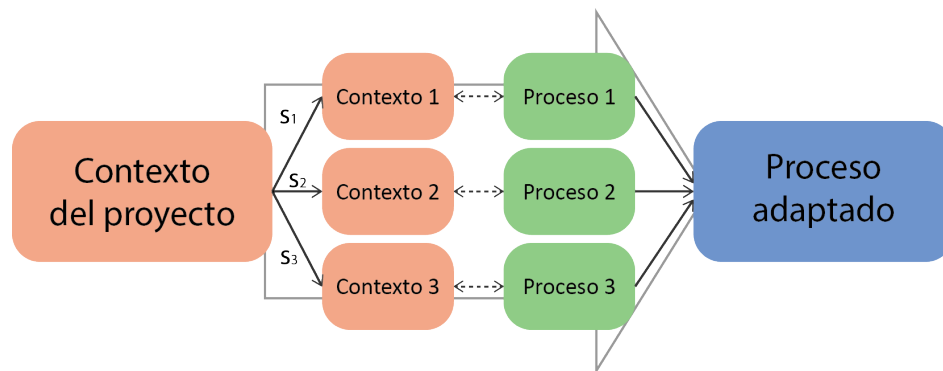 Contexto
del proyecto
S1
S2
S3
Contexto 1
Contexto 2
Contexto 3
Proceso 1
Proceso 2
Proceso 3
Proceso
adaptado